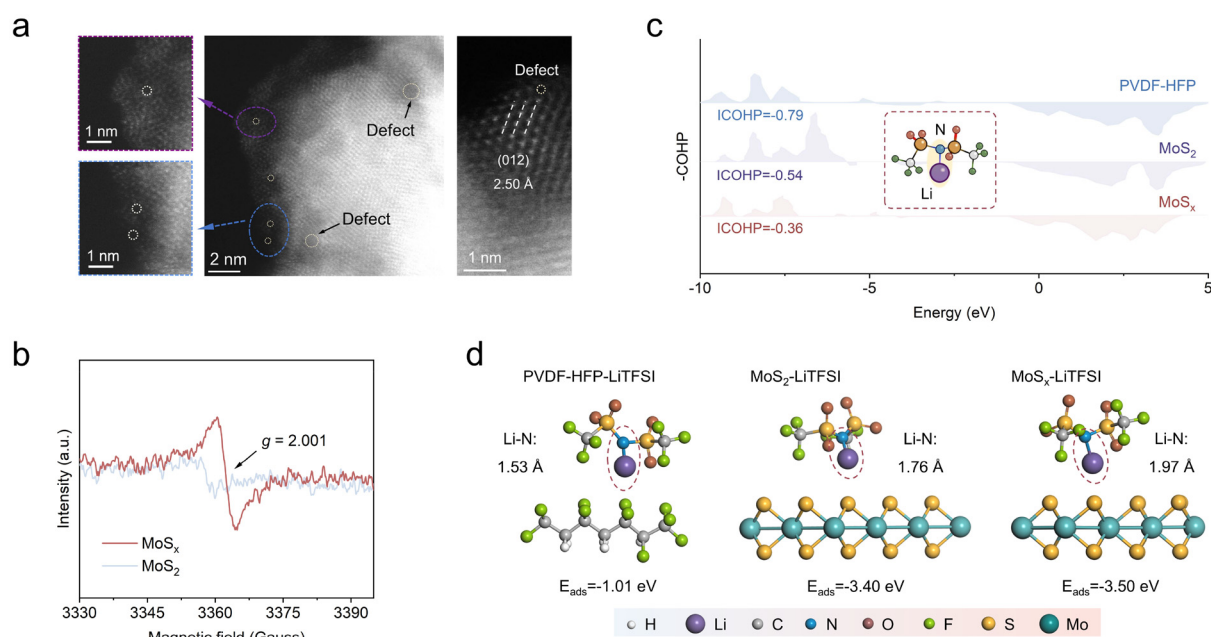 a
1 nm
1 nm
Defect
Defect
2 nm
Defect
(012)
2.50 Å
1 nm
b
Intensity (a.u.)
g = 2.001
MoSx
MoS2
3330 3345 3360 3375 3390
Magnetic field (Gauss)
c
-COHP
PVDF-HFP
ICOHP=-0.79
MoS2
ICOHP=-0.54
MoSx
ICOHP=-0.36
N
Li
-10 -5 0 5
Energy (eV)
d
PVDF-HFP-LiTFSI
Li-N:
1.53 Å
Eads=-1.01 eV
MoS2-LiTFSI
Li-N:
1.76 Å
Eads=-3.40 eV
MoSx-LiTFSI
Li-N:
1.97 Å
Eads=-3.50 eV
H Li C N O F S Mo